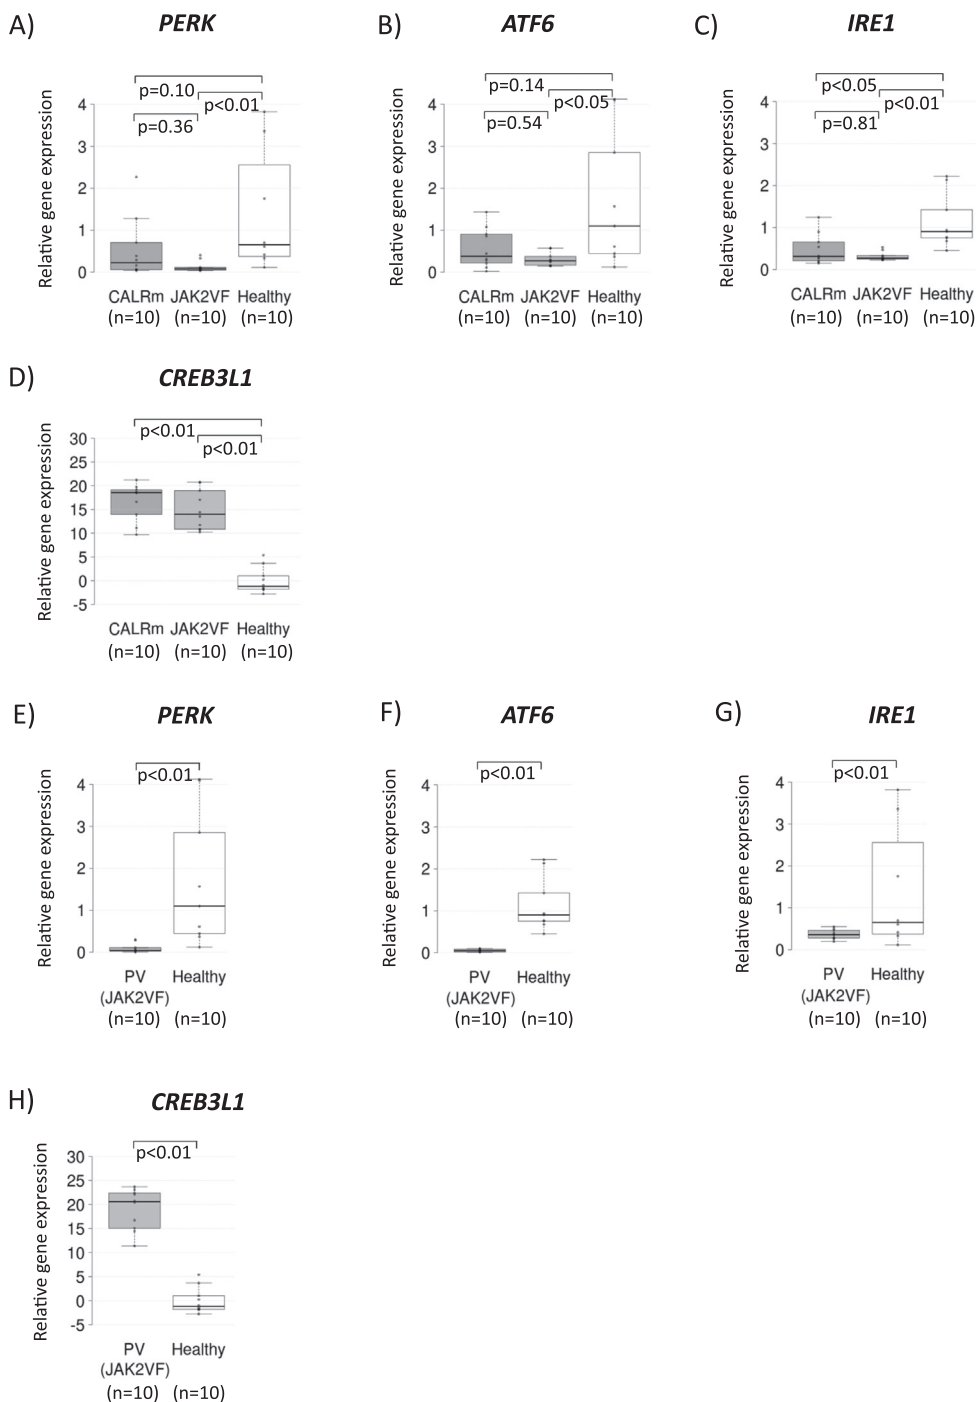 A) PERK
Relative gene expression
p=0.10
p<0.01
p=0.36
4
3
2
1
0
CALRm JAK2VF Healthy
(n=10) (n=10) (n=10)
B) ATF6
Relative gene expression
p=0.14
p<0.05
p=0.54
4
3
2
1
0
CALRm JAK2VF Healthy
(n=10) (n=10) (n=10)
C) IRE1
Relative gene expression
p<0.05
p<0.01
p=0.81
4
3
2
1
0
CALRm JAK2VF Healthy
(n=10) (n=10) (n=10)
D) CREB3L1
Relative gene expression
p<0.01
p<0.01
30
25
20
15
10
5
0
-5
CALRm JAK2VF Healthy
(n=10) (n=10) (n=10)
E) PERK
Relative gene expression
p<0.01
4
3
2
1
0
PV Healthy
(JAK2VF)
(n=10) (n=10)
F) ATF6
Relative gene expression
p<0.01
4
3
2
1
0
PV Healthy
(JAK2VF)
(n=10) (n=10)
G) IRE1
Relative gene expression
p<0.01
4
3
2
1
0
PV Healthy
(JAK2VF)
(n=10) (n=10)
H) CREB3L1
Relative gene expression
p<0.01
30
20
15
10
5
0
-5
PV Healthy
(JAK2VF)
(n=10) (n=10)